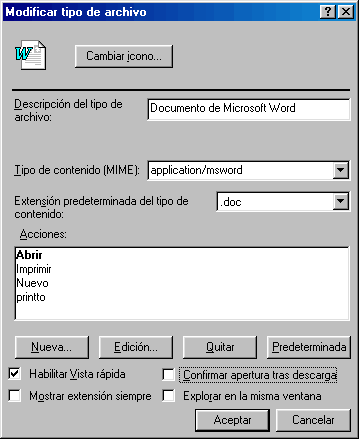 Modificar tipo de archivo
Cambiar icono...
Descripción del tipo de
archivo:
Documento de Microsoft Word
Tipo de contenido (MIME):
application/msword
Extensión predeterminada del tipo de
contenido:
.doc
Acciones:
Abrir
Imprimir
Nuevo
printto
Nueva... Edición... Quitar Predeterminada
Habilitar Vista rápida
Confirmar apertura tras descarga
Mostrar extensión siempre
Explorar en la misma ventana
Aceptar Cancelar